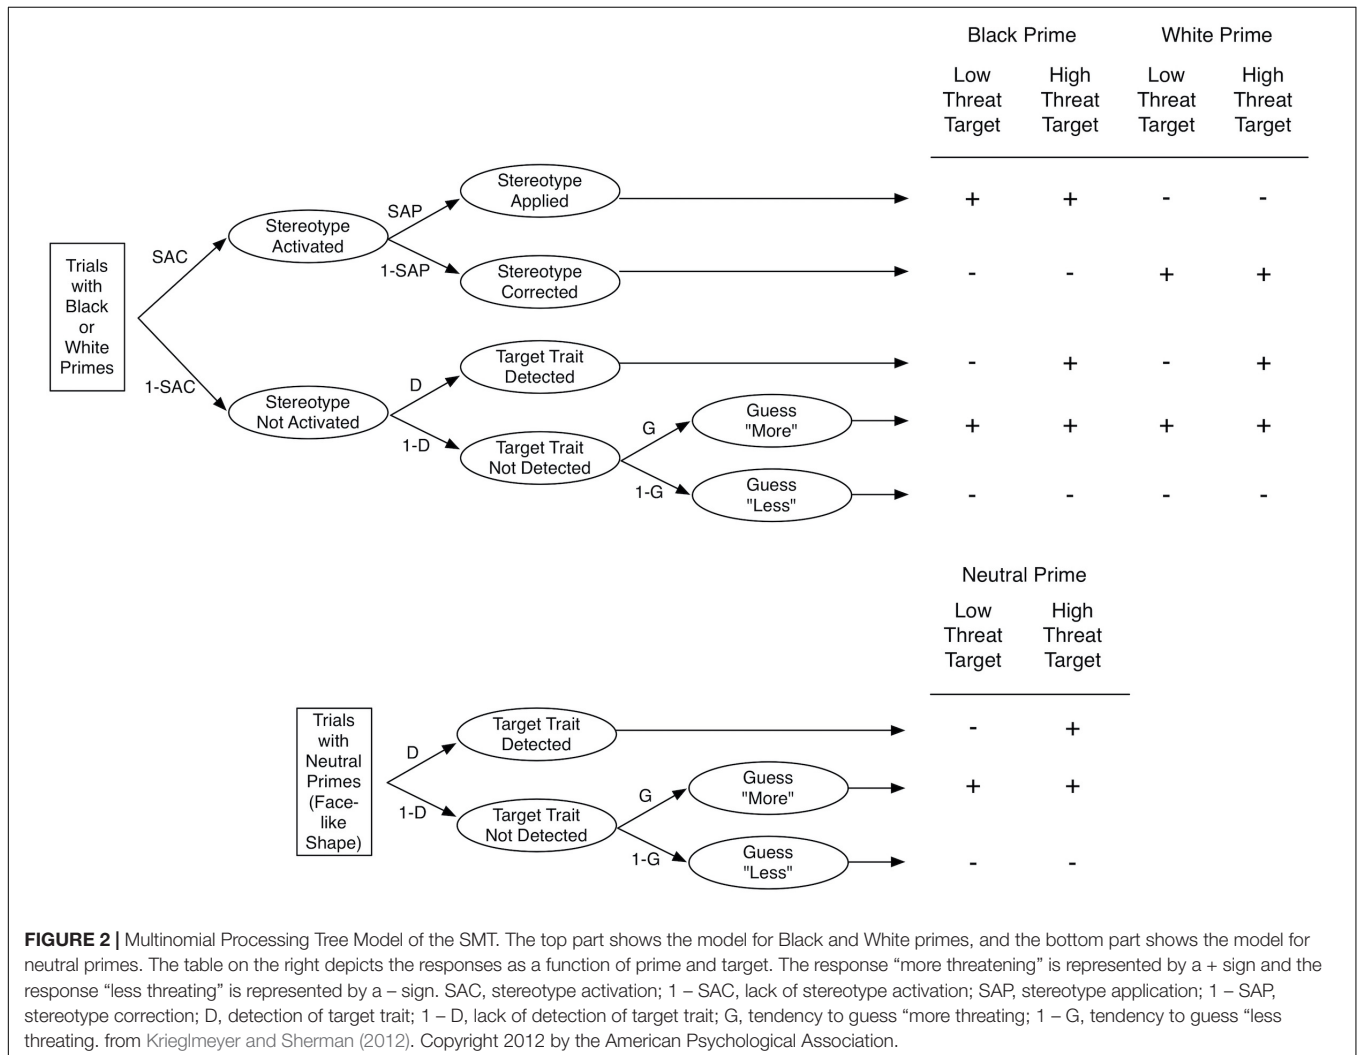 Black Prime White Prime
Low High Low High
Threat Threat Threat Threat
Target Target Target Target
Trials
with
Black
or
White
Primes
SAC
1-SAC
Stereotype
Activated
SAP
1-SAP
Stereotype
Applied
+ + - -
Stereotype
Corrected
- - + +
Stereotype
Not Activated
D
1-D
Target Trait
Detected
- + - +
Target Trait
Not Detected
G
1-G
Guess
"More"
+ + + +
Guess
"Less"
- - - -
Neutral Prime
Low High
Threat Threat
Target Target
Trials
with
Neutral
Primes
(Face-
like
Shape)
D
1-D
Target Trait
Detected
- +
Target Trait
Not Detected
G
1-G
Guess
"More"
+ +
Guess
"Less"
- -
FIGURE 2 | Multinomial Processing Tree Model of the SMT. The top part shows the model for Black and White primes, and the bottom part shows the model for
neutral primes. The table on the right depicts the responses as a function of prime and target. The response “more threatening” is represented by a + sign and the
response “less threating” is represented by a – sign. SAC, stereotype activation; 1 – SAC, lack of stereotype activation; SAP, stereotype application; 1 – SAP,
stereotype correction; D, detection of target trait; 1 – D, lack of detection of target trait; G, tendency to guess “more threating; 1 – G, tendency to guess “less
threating. from Krieglmeyer and Sherman (2012). Copyright 2012 by the American Psychological Association.